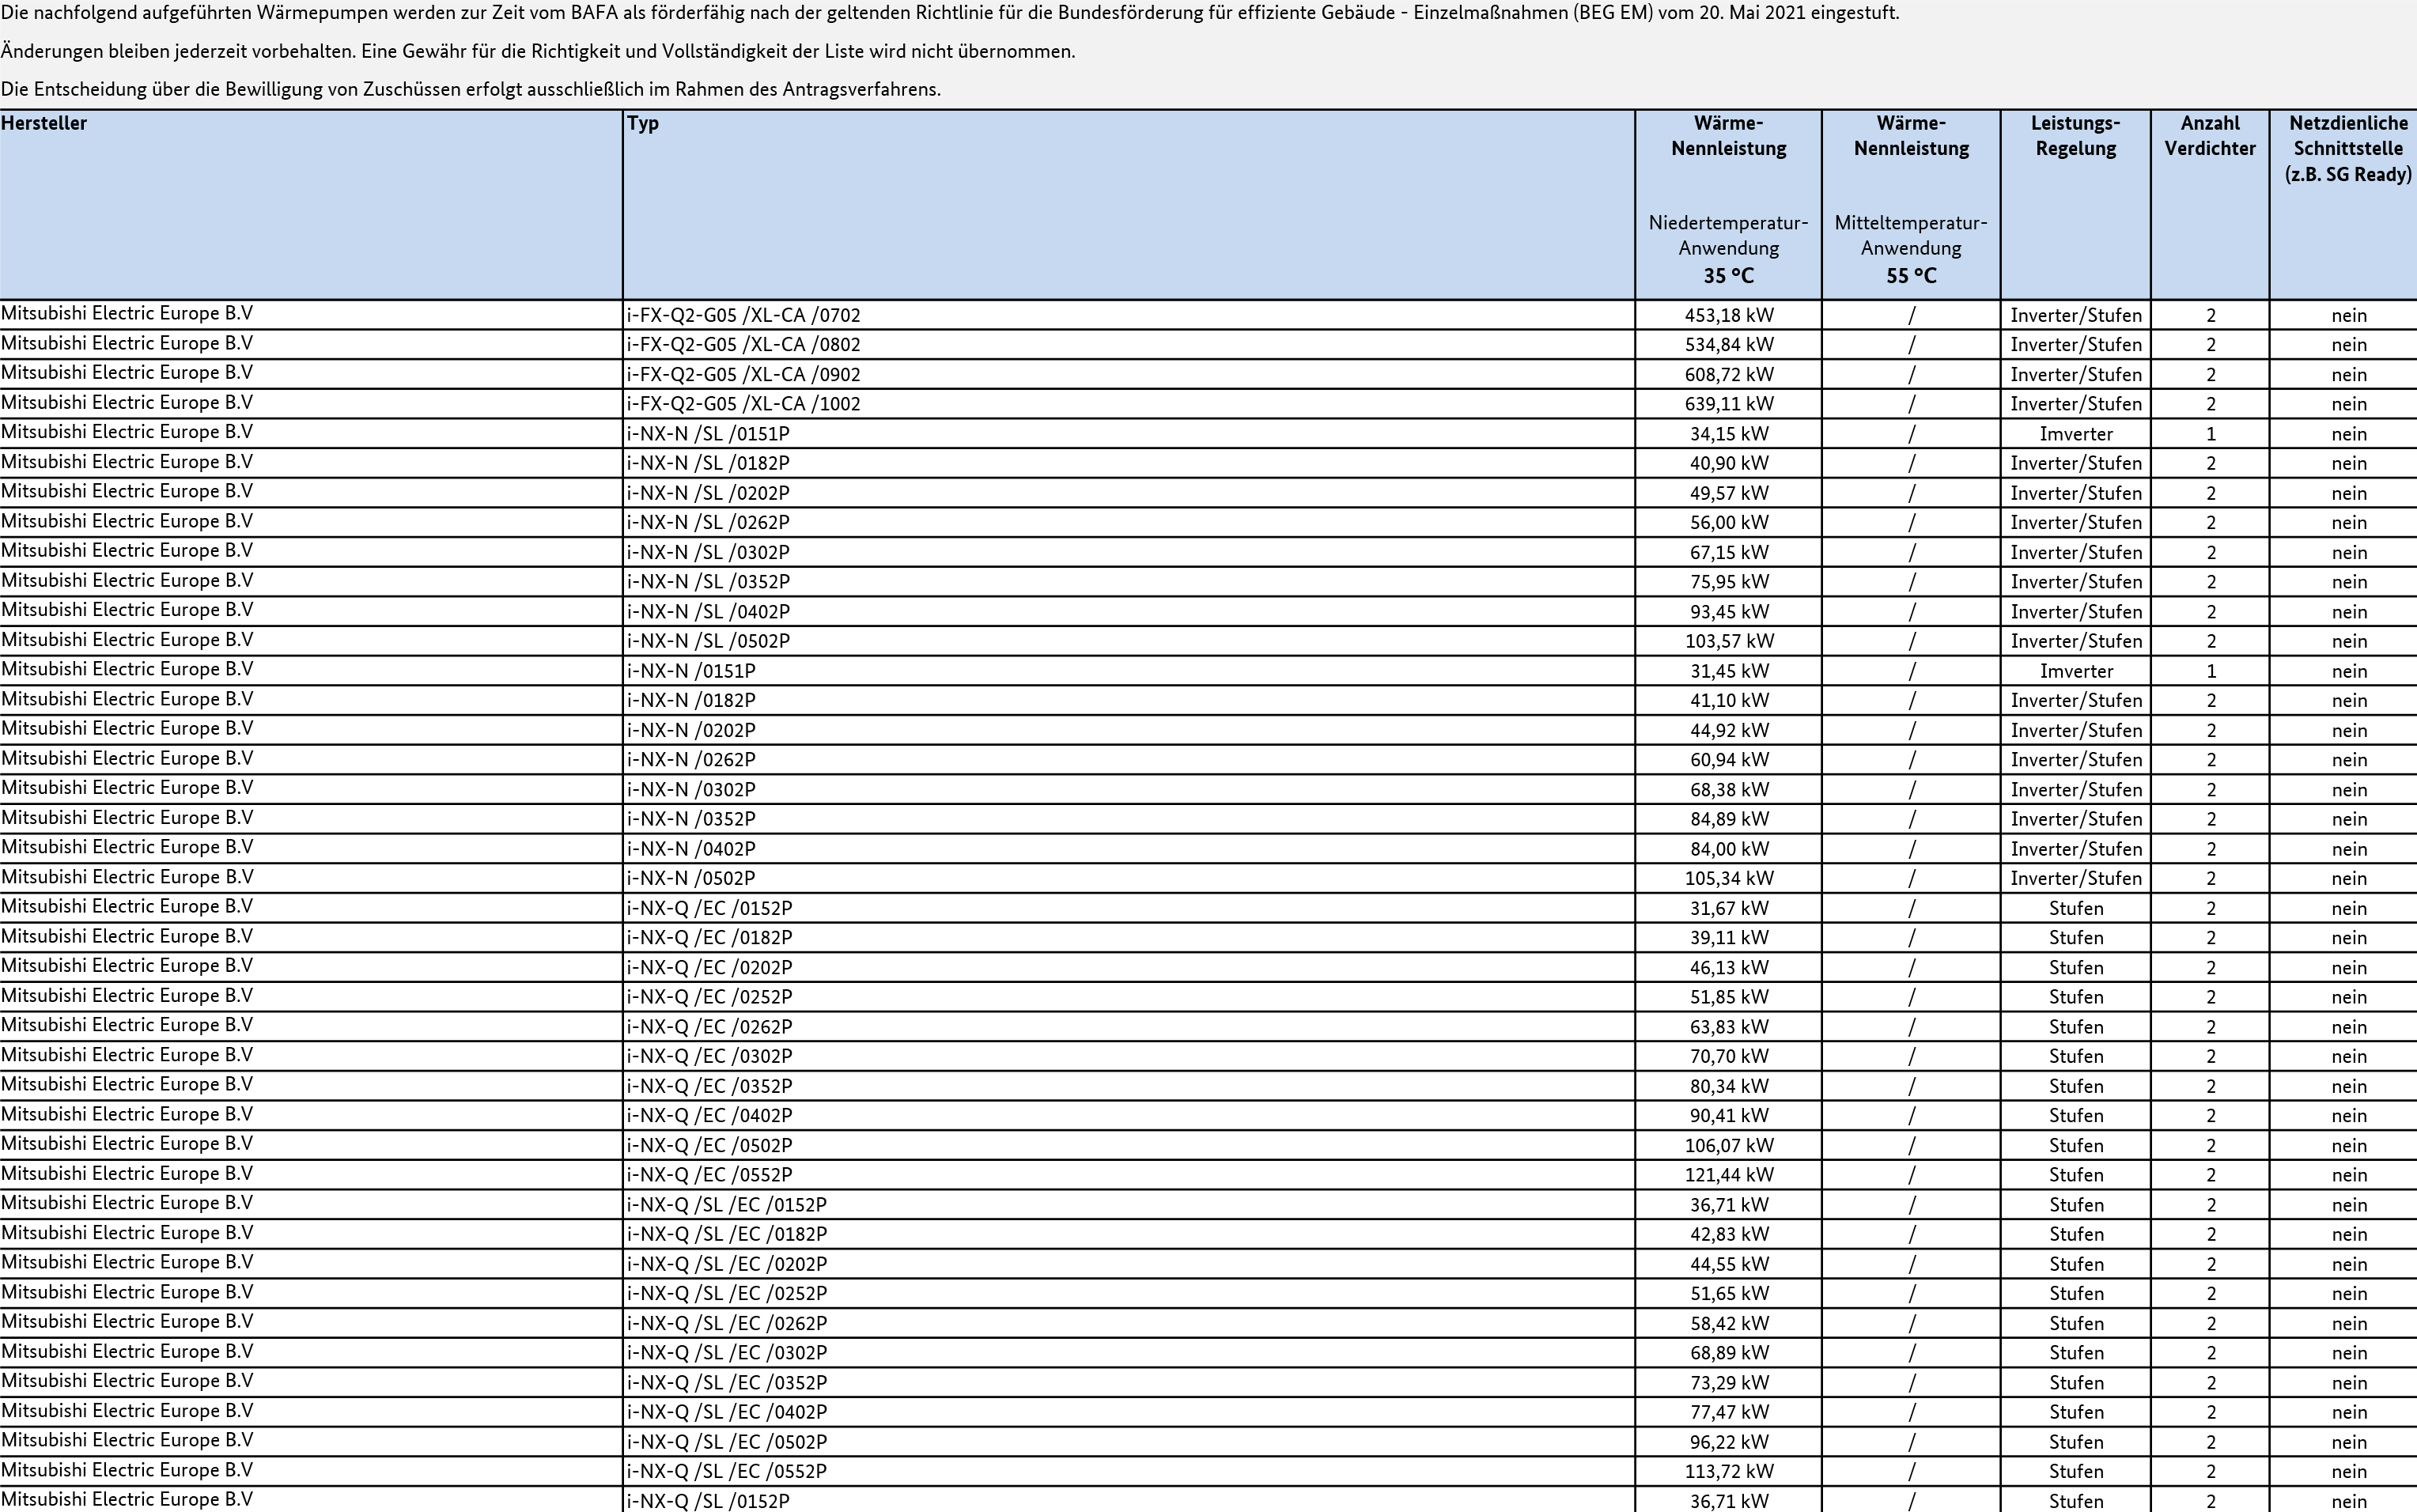 Die nachfolgend aufgeführten Wärmepumpen werden zur Zeit vom BAFA als förderfähig nach der geltenden Richtlinie für die Bundesförderung für effiziente Gebäude - Einzelmaßnahmen (BEG EM) vom 20. Mai 2021 eingestuft.
Änderungen bleiben jederzeit vorbehalten. Eine Gewähr für die Richtigkeit und Vollständigkeit der Liste wird nicht übernommen.
Die Entscheidung über die Bewilligung von Zuschüssen erfolgt ausschließlich im Rahmen des Antragsverfahrens.
Hersteller Typ Wärme- Wärme- Leistungs- Anzahl Netzdienliche
Nennleistung Nennleistung Regelung Verdichter Schnittstelle
(z.B. SG Ready)
Niedertemperatur- Mitteltemperatur-
Anwendung Anwendung
35 °C 55 °C
Mitsubishi Electric Europe B.V i-FX-Q2-G05 /XL-CA /0702 453,18 kW / Inverter/Stufen 2 nein
Mitsubishi Electric Europe B.V i-FX-Q2-G05 /XL-CA /0802 534,84 kW / Inverter/Stufen 2 nein
Mitsubishi Electric Europe B.V i-FX-Q2-G05 /XL-CA /0902 608,72 kW / Inverter/Stufen 2 nein
Mitsubishi Electric Europe B.V i-FX-Q2-G05 /XL-CA /1002 639,11 kW / Inverter/Stufen 2 nein
Mitsubishi Electric Europe B.V i-NX-N /SL /0151P 34,15 kW / Imverter 1 nein
Mitsubishi Electric Europe B.V i-NX-N /SL /0182P 40,90 kW / Inverter/Stufen 2 nein
Mitsubishi Electric Europe B.V i-NX-N /SL /0202P 49,57 kW / Inverter/Stufen 2 nein
Mitsubishi Electric Europe B.V i-NX-N /SL /0262P 56,00 kW / Inverter/Stufen 2 nein
Mitsubishi Electric Europe B.V i-NX-N /SL /0302P 67,15 kW / Inverter/Stufen 2 nein
Mitsubishi Electric Europe B.V i-NX-N /SL /0352P 75,95 kW / Inverter/Stufen 2 nein
Mitsubishi Electric Europe B.V i-NX-N /SL /0402P 93,45 kW / Inverter/Stufen 2 nein
Mitsubishi Electric Europe B.V i-NX-N /SL /0502P 103,57 kW / Inverter/Stufen 2 nein
Mitsubishi Electric Europe B.V i-NX-N /0151P 31,45 kW / Imverter 1 nein
Mitsubishi Electric Europe B.V i-NX-N /0182P 41,10 kW / Inverter/Stufen 2 nein
Mitsubishi Electric Europe B.V i-NX-N /0202P 44,92 kW / Inverter/Stufen 2 nein
Mitsubishi Electric Europe B.V i-NX-N /0262P 60,94 kW / Inverter/Stufen 2 nein
Mitsubishi Electric Europe B.V i-NX-N /0302P 68,38 kW / Inverter/Stufen 2 nein
Mitsubishi Electric Europe B.V i-NX-N /0352P 84,89 kW / Inverter/Stufen 2 nein
Mitsubishi Electric Europe B.V i-NX-N /0402P 84,00 kW / Inverter/Stufen 2 nein
Mitsubishi Electric Europe B.V i-NX-N /0502P 105,34 kW / Inverter/Stufen 2 nein
Mitsubishi Electric Europe B.V i-NX-Q /EC /0152P 31,67 kW / Stufen 2 nein
Mitsubishi Electric Europe B.V i-NX-Q /EC /0182P 39,11 kW / Stufen 2 nein
Mitsubishi Electric Europe B.V i-NX-Q /EC /0202P 46,13 kW / Stufen 2 nein
Mitsubishi Electric Europe B.V i-NX-Q /EC /0252P 51,85 kW / Stufen 2 nein
Mitsubishi Electric Europe B.V i-NX-Q /EC /0262P 63,83 kW / Stufen 2 nein
Mitsubishi Electric Europe B.V i-NX-Q /EC /0302P 70,70 kW / Stufen 2 nein
Mitsubishi Electric Europe B.V i-NX-Q /EC /0352P 80,34 kW / Stufen 2 nein
Mitsubishi Electric Europe B.V i-NX-Q /EC /0402P 90,41 kW / Stufen 2 nein
Mitsubishi Electric Europe B.V i-NX-Q /EC /0502P 106,07 kW / Stufen 2 nein
Mitsubishi Electric Europe B.V i-NX-Q /EC /0552P 121,44 kW / Stufen 2 nein
Mitsubishi Electric Europe B.V i-NX-Q /SL /EC /0152P 36,71 kW / Stufen 2 nein
Mitsubishi Electric Europe B.V i-NX-Q /SL /EC /0182P 42,83 kW / Stufen 2 nein
Mitsubishi Electric Europe B.V i-NX-Q /SL /EC /0202P 44,55 kW / Stufen 2 nein
Mitsubishi Electric Europe B.V i-NX-Q /SL /EC /0252P 51,65 kW / Stufen 2 nein
Mitsubishi Electric Europe B.V i-NX-Q /SL /EC /0262P 58,42 kW / Stufen 2 nein
Mitsubishi Electric Europe B.V i-NX-Q /SL /EC /0302P 68,89 kW / Stufen 2 nein
Mitsubishi Electric Europe B.V i-NX-Q /SL /EC /0352P 73,29 kW / Stufen 2 nein
Mitsubishi Electric Europe B.V i-NX-Q /SL /EC /0402P 77,47 kW / Stufen 2 nein
Mitsubishi Electric Europe B.V i-NX-Q /SL /EC /0502P 96,22 kW / Stufen 2 nein
Mitsubishi Electric Europe B.V i-NX-Q /SL /EC /0552P 113,72 kW / Stufen 2 nein
Mitsubishi Electric Europe B.V i-NX-Q /SL /0152P 36,71 kW / Stufen 2 nein